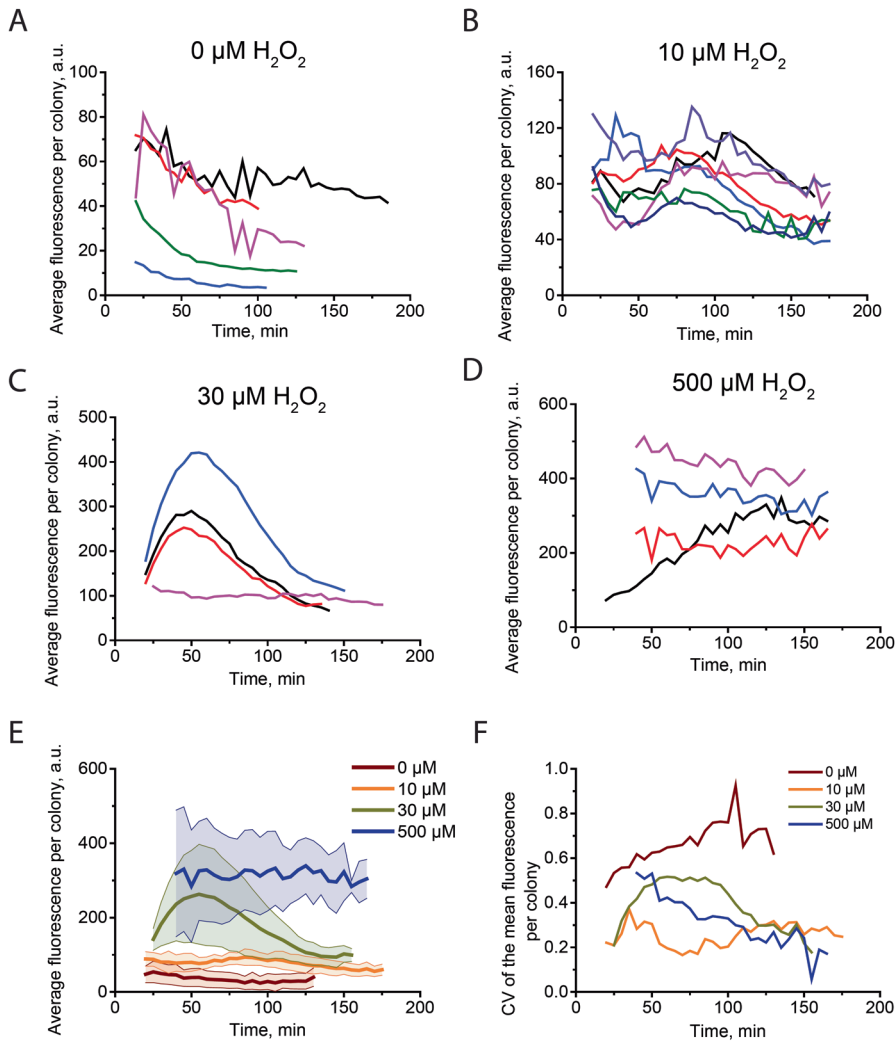 A
0 µM H₂O₂
Average fluorescence per colony, a.u.
100
80
60
40
20
0
0 50 100 150 200
Time, min
B
10 µM H₂O₂
Average fluorescence per colony, a.u.
160
120
80
40
0
0 50 100 150 200
Time, min
C
30 µM H₂O₂
Average fluorescence per colony, a.u.
500
400
300
200
100
0
0 50 100 150 200
Time, min
D
500 µM H₂O₂
Average fluorescence per colony, a.u.
600
400
200
0
0 50 100 150 200
Time, min
E
Average fluorescence per colony, a.u.
600
400
200
0
0 50 100 150 200
Time, min
0 µM
10 µM
30 µM
500 µM
F
CV of the mean fluorescence
per colony
1.0
0.8
0.6
0.4
0.2
0.0
0 50 100 150 200
Time, min
0 µM
10 µM
30 µM
500 µM